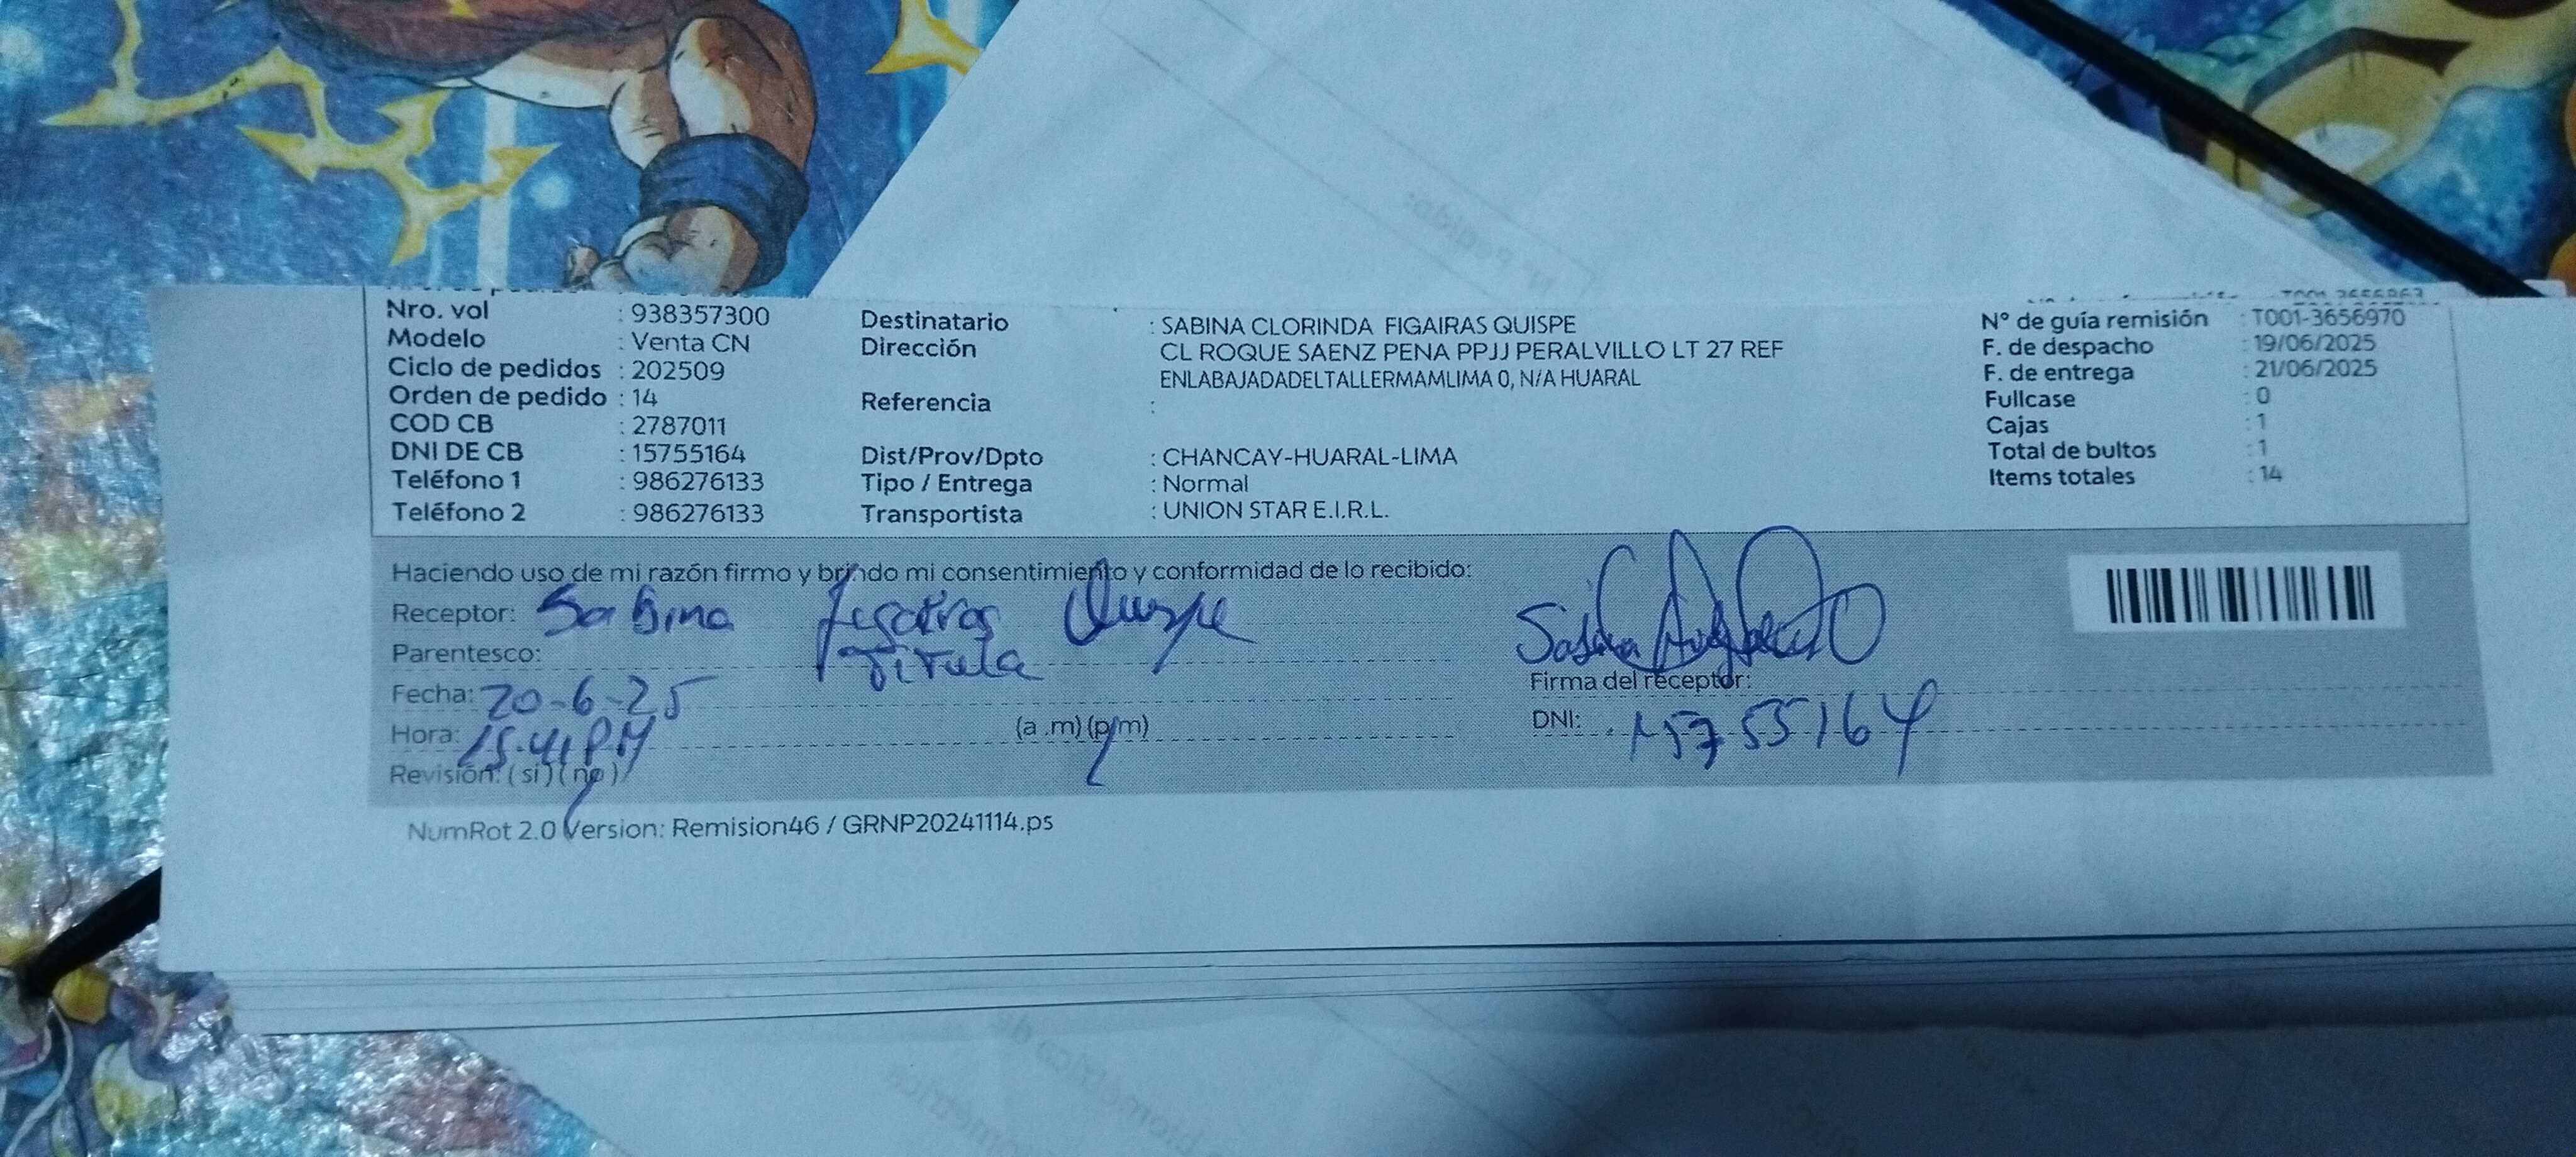 Nro. vol : 938357300
Modelo : Venta CN
Ciclo de pedidos : 202509
Orden de pedido : 14
COD CB : 2787011
DNI DE CB : 15755164
Teléfono 1 : 986276133
Teléfono 2 : 986276133
Destinatario : SABINA CLORINDA FIGAIRAS QUISPE
Dirección CL ROQUE SAENZ PENA PPJJ PERALVILLO LT 27 REF
ENLABAJADADELTALLERMAMLIMA 0, N/A HUARAL
Referencia :
Dist/Prov/Dpto : CHANCAY-HUARAL-LIMA
Tipo / Entrega : Normal
Transportista : UNION STAR E.I.R.L.
N° de guía remisión : T001-3656970
F. de despacho : 19/06/2025
F. de entrega : 21/06/2025
Fullcase : 0
Cajas : 1
Total de bultos : 1
Items totales : 14
Haciendo uso de mi razón firmo y brindo mi consentimiento y conformidad de lo recibido:
Receptor: Sabina Figairas Quispe
Parentesco: Titula
Fecha: 20-6-25
Hora: 15:41 PM (a.m) (p.m)
Revisión: (si) (no)
Firma del receptor:
DNI: 15755164
NumRot 2.0 Version: Remision46 / GRNP20241114.ps
Nº Pedido: